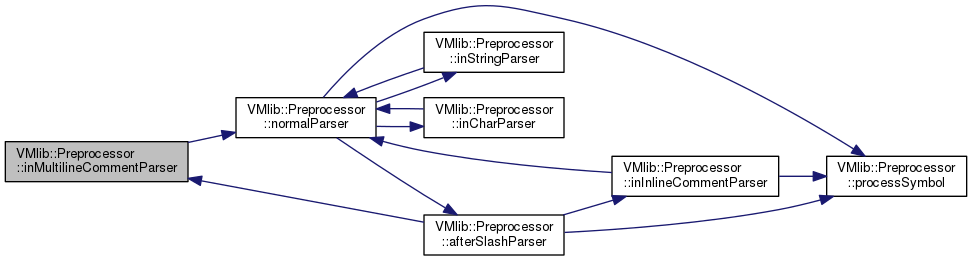 VMlib::Preprocessor
::inStringParser
VMlib::Preprocessor
::normalParser
VMlib::Preprocessor
::inCharParser
VMlib::Preprocessor
::inMultilineCommentParser
VMlib::Preprocessor
::inInlineCommentParser
VMlib::Preprocessor
::processSymbol
VMlib::Preprocessor
::afterSlashParser